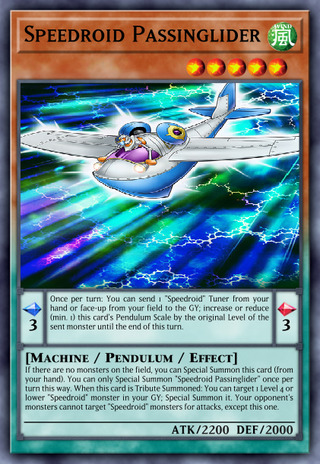 Speedroid Passinglider
WIND
風
Once per turn: You can send 1 "Speedroid" Tuner from your
hand or face-up from your field to the GY; increase or reduce
(min. 1) this card's Pendulum Scale by the original Level of the
sent monster until the end of this turn.
3
3
[Machine / Pendulum / Effect]
If there are no monsters on the field, you can Special Summon this card (from
your hand). You can only Special Summon "Speedroid Passinglider" once per
turn this way. When this card is Tribute Summoned: You can target 1 Level 4 or
lower "Speedroid" monster in your GY; Special Summon it. Your opponent's
monsters cannot target "Speedroid" monsters for attacks, except this one.
ATK/2200 DEF/2000